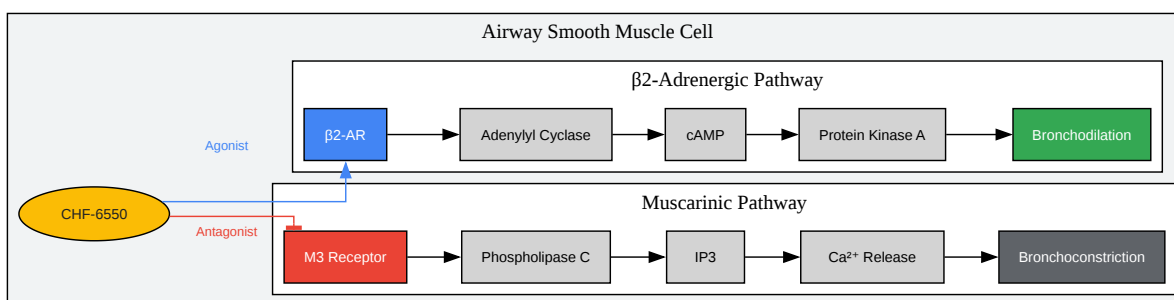 Airway Smooth Muscle Cell
β2-Adrenergic Pathway
β2-AR
Adenylyl Cyclase
cAMP
Protein Kinase A
Bronchodilation
Agonist
CHF-6550
Antagonist
Muscarinic Pathway
M3 Receptor
Phospholipase C
IP3
Ca²⁺ Release
Bronchoconstriction